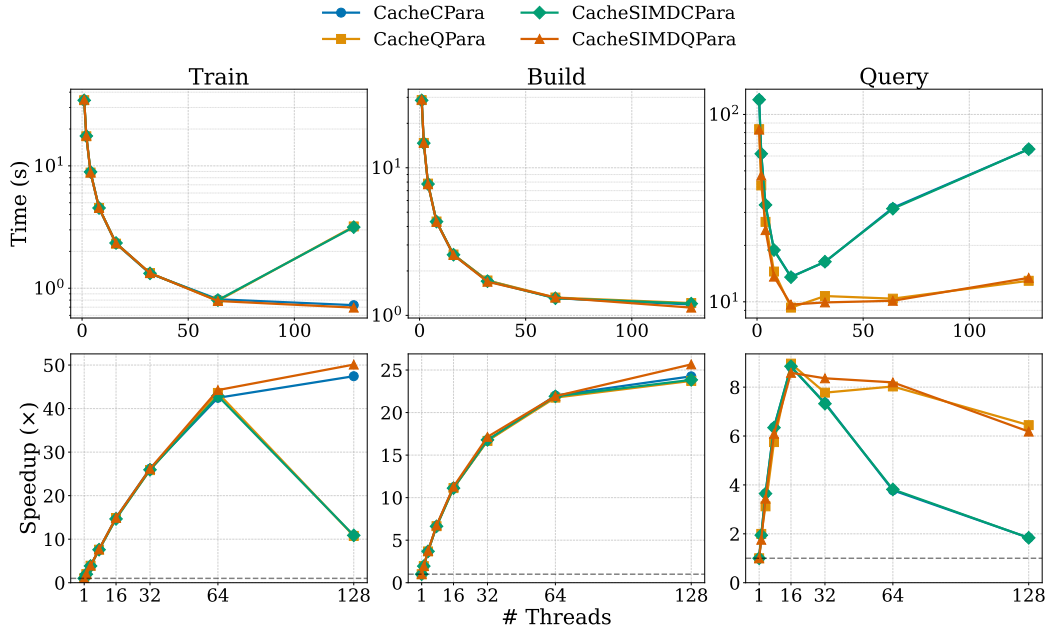 CacheCPara CacheSIMDCPara
CacheQPara CacheSIMDQPara
Train Build Query
Time (s)
10¹
10⁰
0 50 100
10¹
10⁰
0 50 100
10²
10¹
0 50 100
Speedup (×)
50
40
30
20
10
0
1 16 32 64 128
25
20
15
10
5
0
1 16 32 64 128
8
6
4
2
0
1 16 32 64 128
# Threads